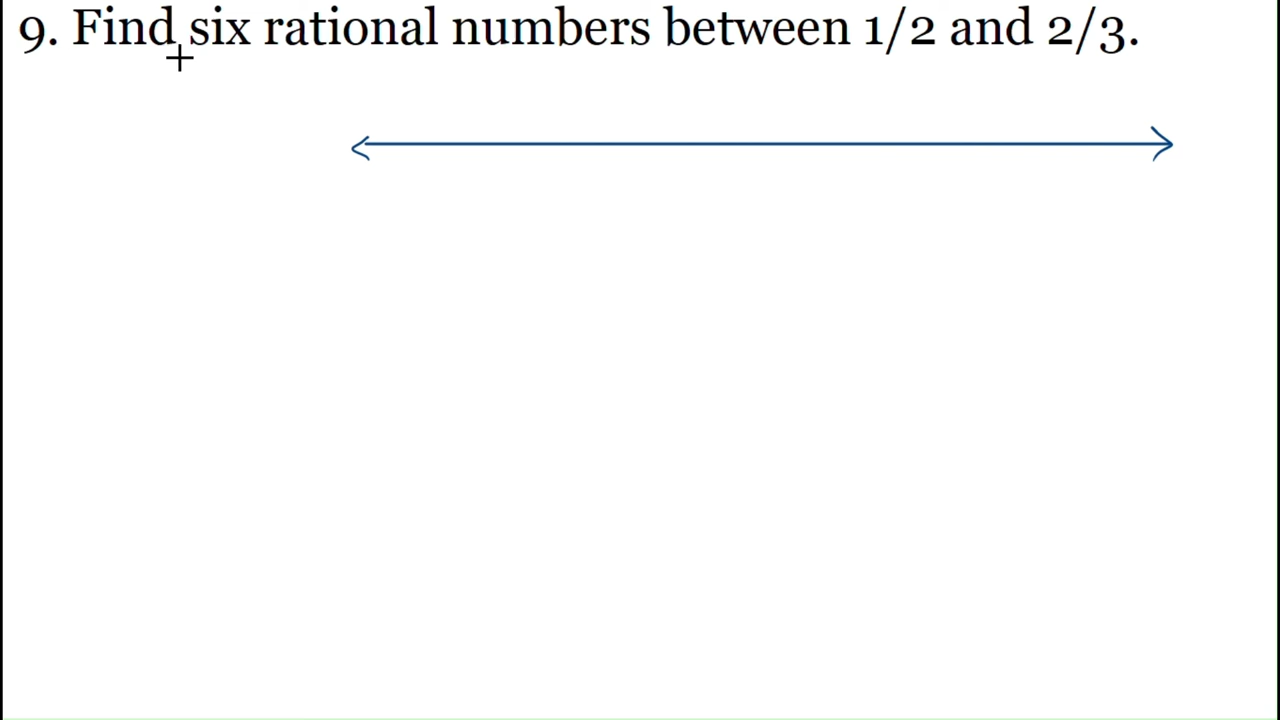 9. Find six rational numbers between 1/2 and 2/3.